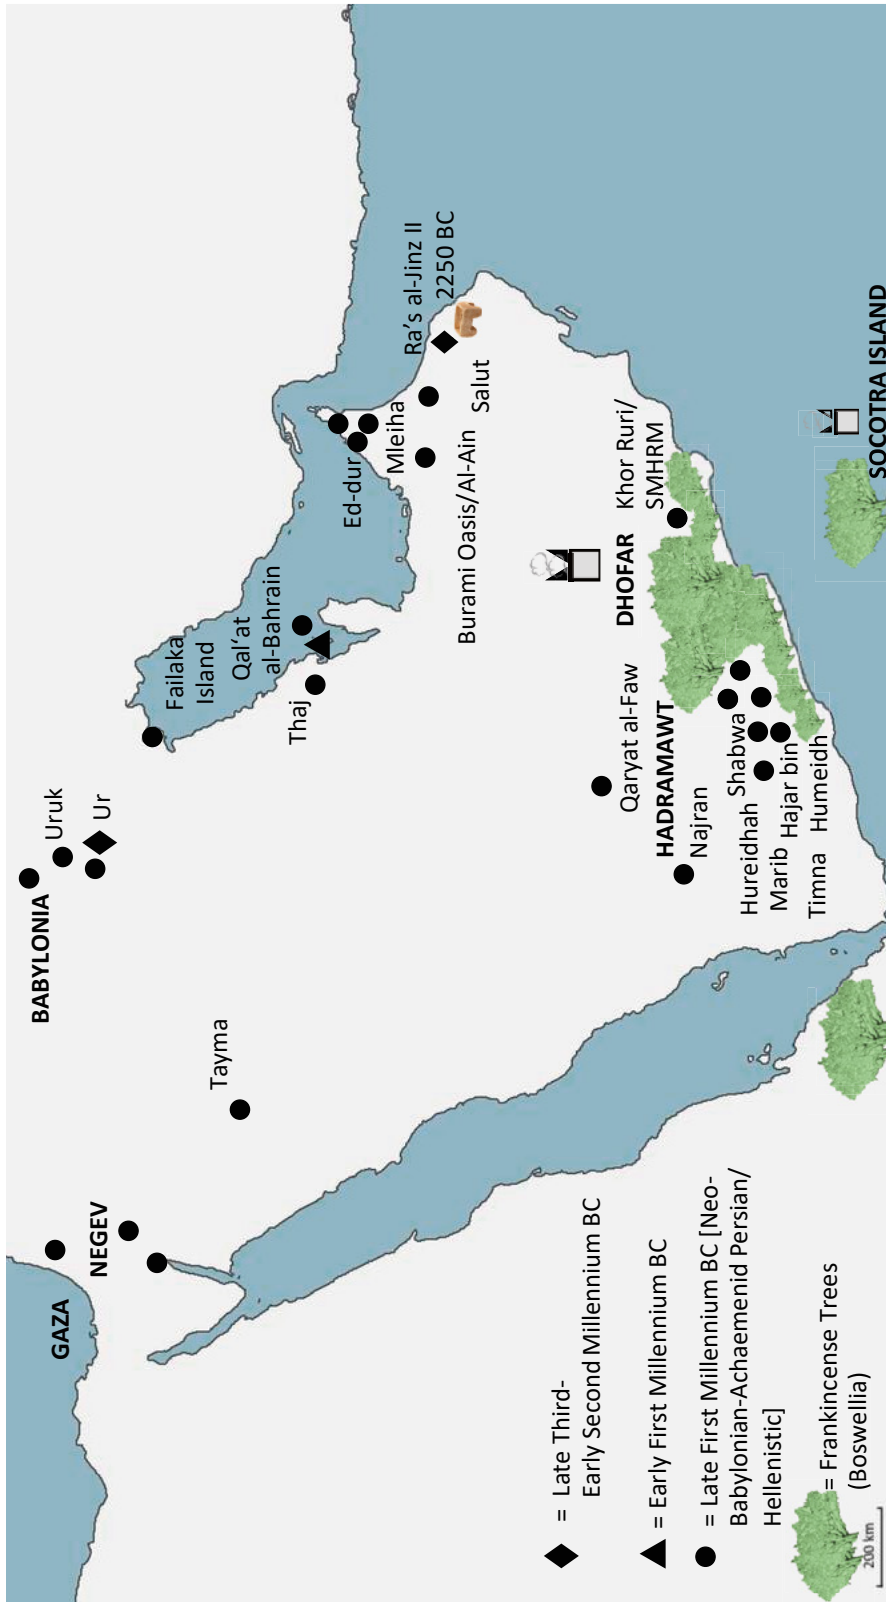 GAZA
NEGEV
BABYLONIA
Uruk
Ur
Tayma
Failaka
Island
Qal‘at
al-Bahrain
Thaj
Ed-dur
Mleiha
Ra’s al-Jinz II
2250 BC
Salut
Burami Oasis/Al-Ain
Khor Ruri/
SMHRM
DHOFAR
Qaryat al-Faw
HADRAMAWT
Najran
Shabwa
Hureidhah
Marib
Hajar bin
Humeidh
Timna
SOCOTRA ISLAND
= Late Third-
Early Second Millennium BC
= Early First Millennium BC
= Late First Millennium BC [Neo-
Babylonian-Achaemenid Persian/
Hellenistic]
= Frankincense Trees
(Boswellia)
200 km